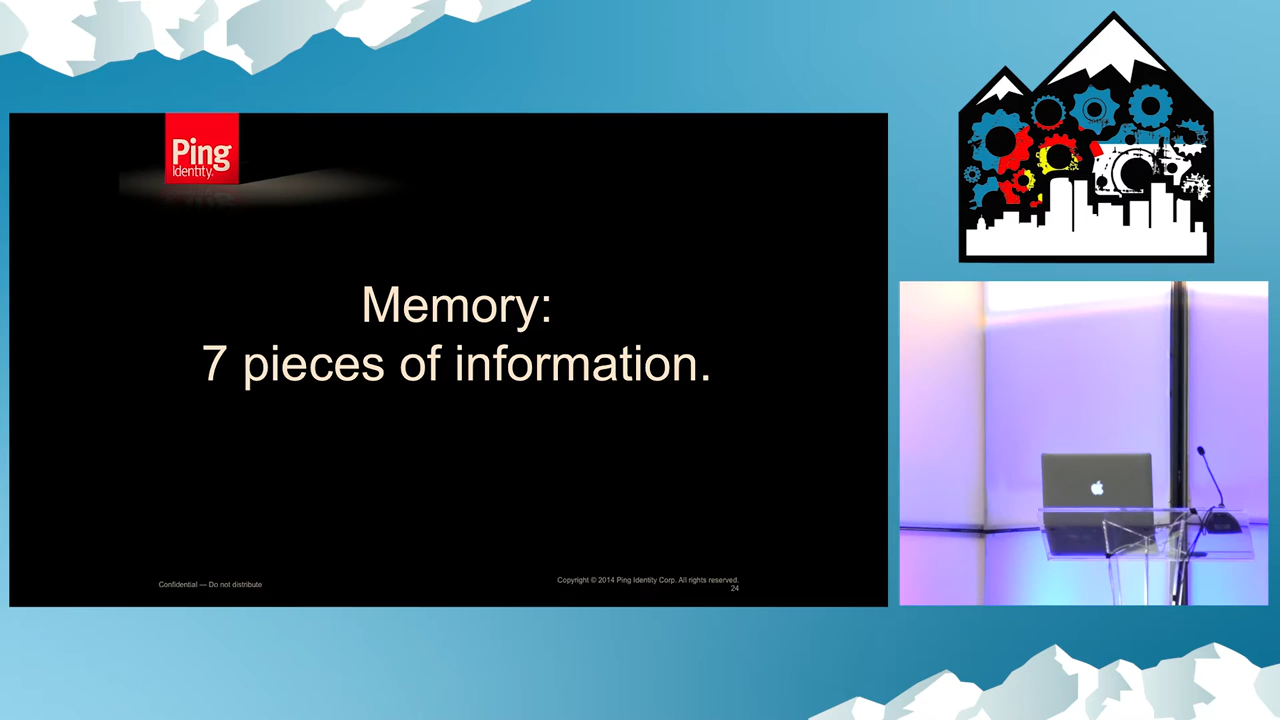 Ping
Identity.
Memory:
7 pieces of information.
Confidential — Do not distribute
Copyright © 2014 Ping Identity Corp. All rights reserved.
24